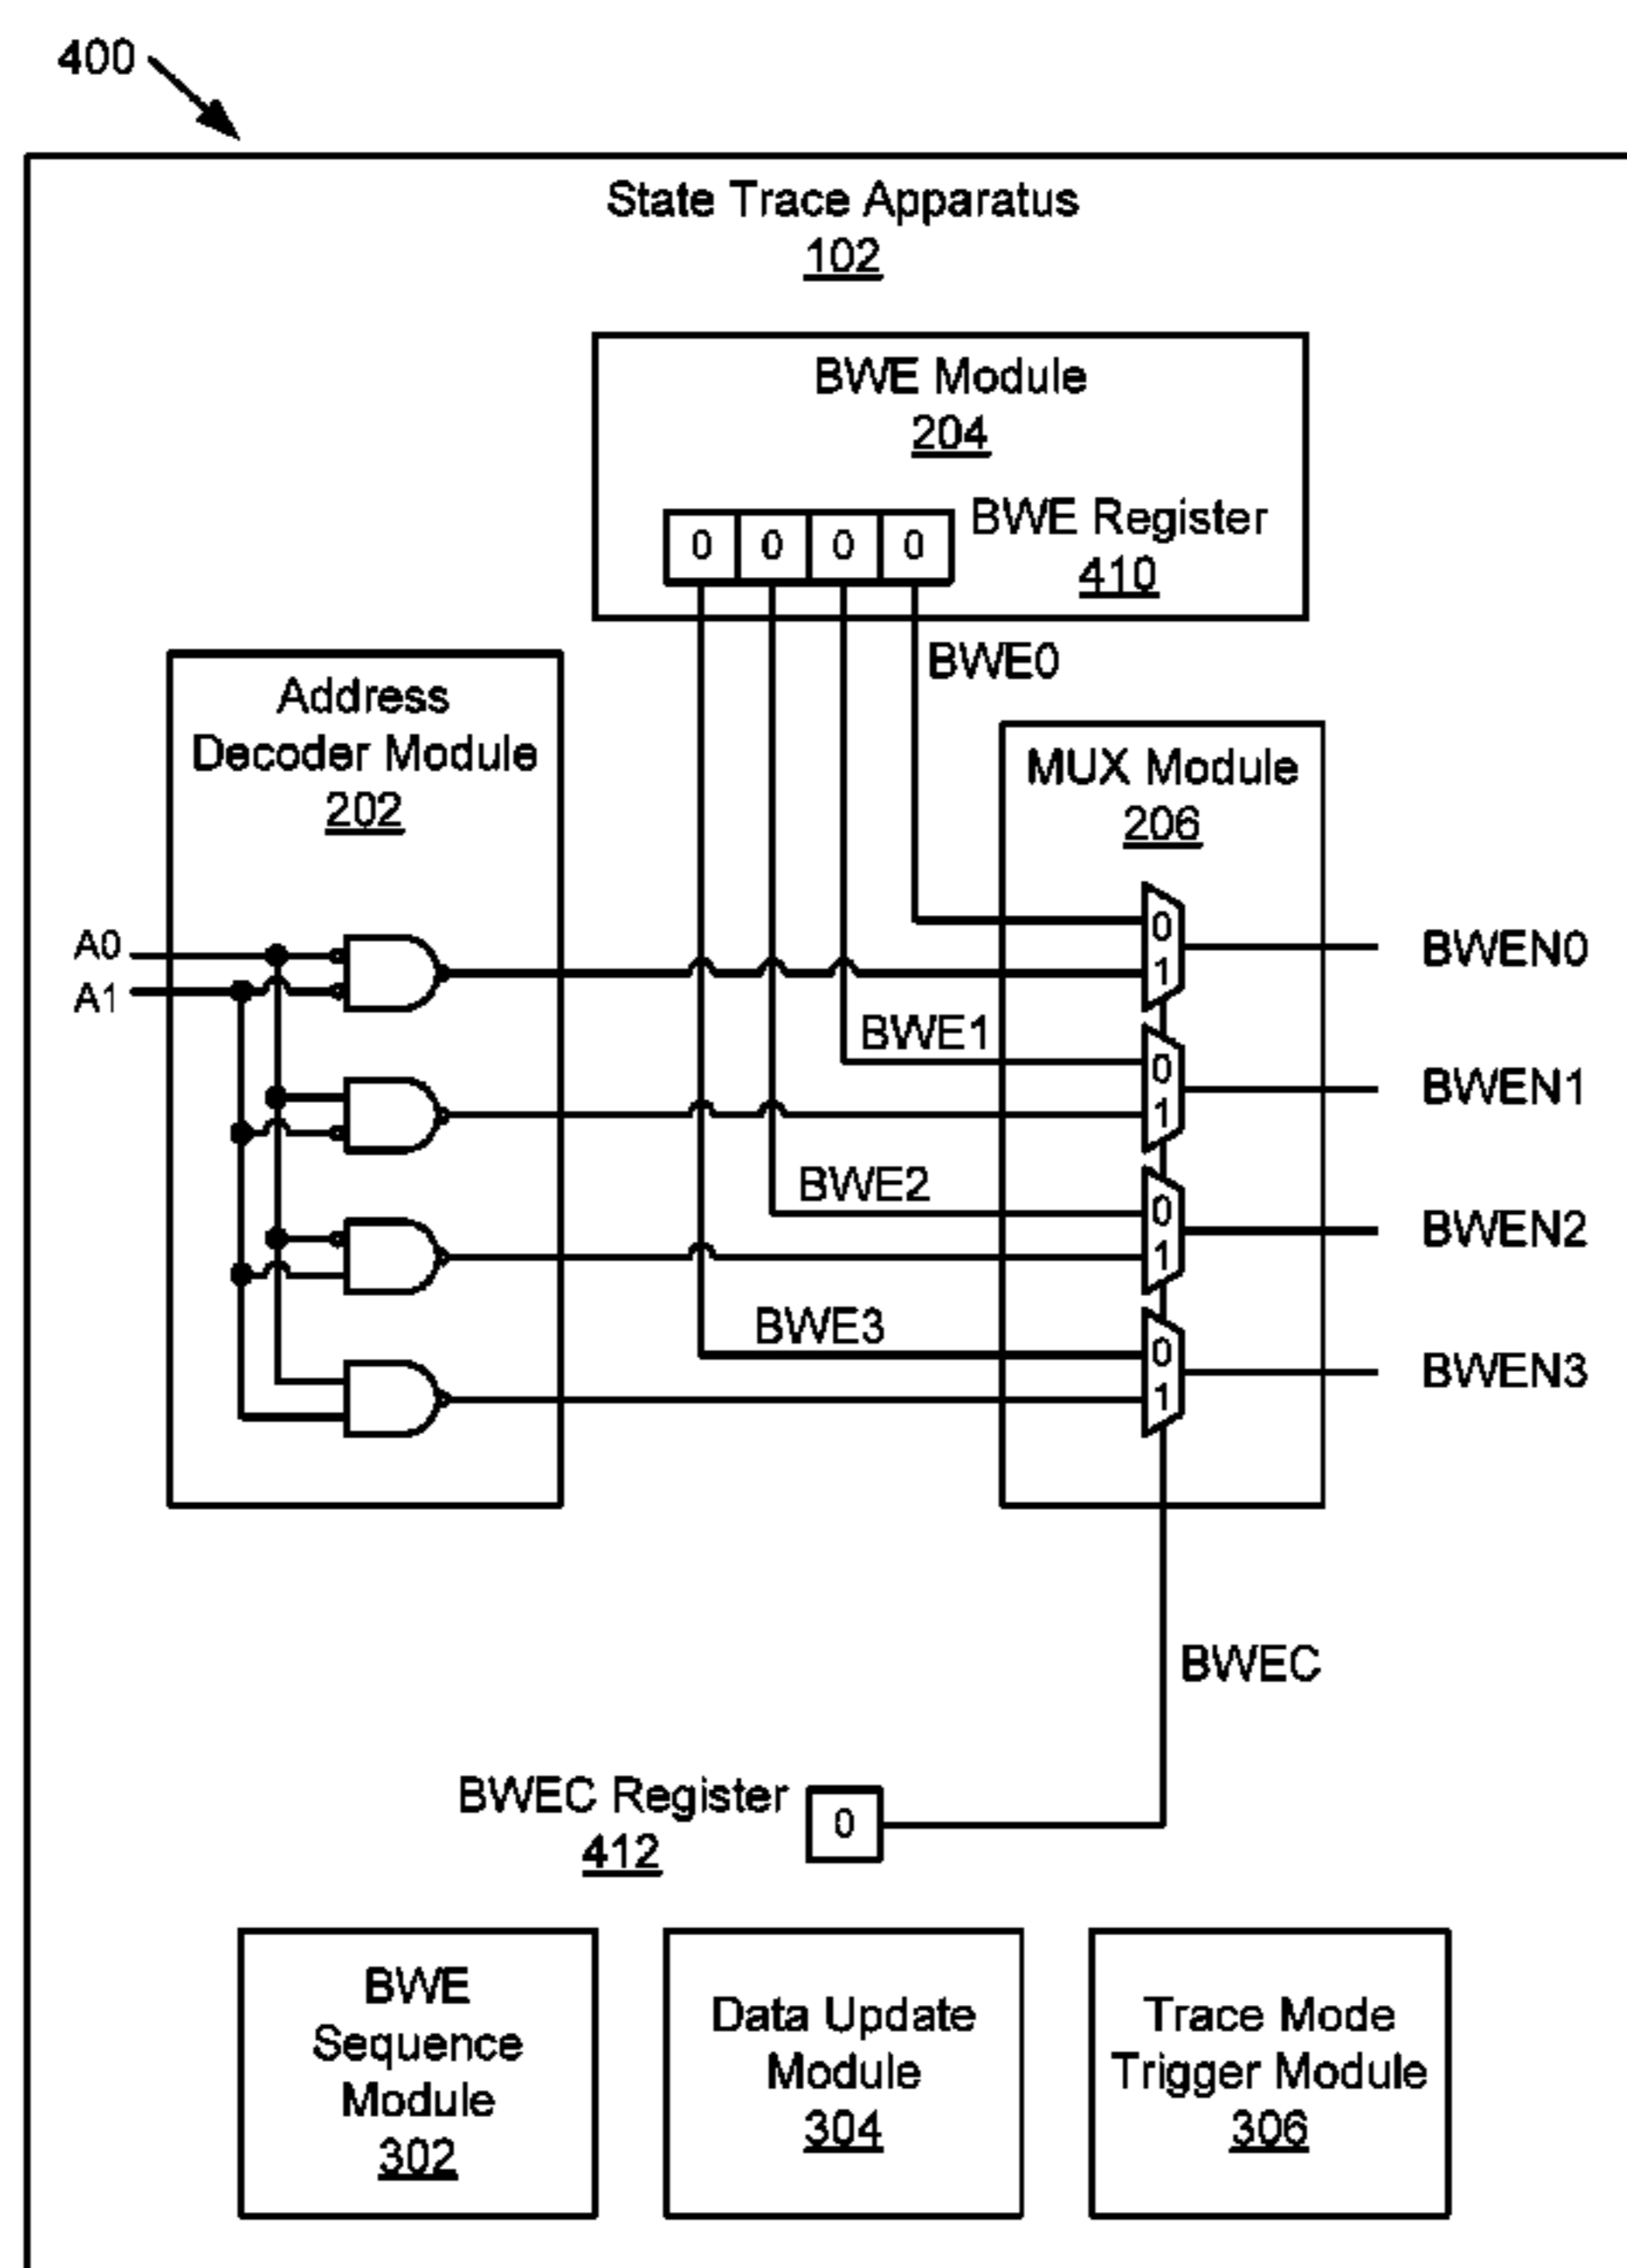 400
State Trace Apparatus
102
BWE Module
204
BWE Register
0 0 0 0
410
BWE0
Address
Decoder Module
202
MUX Module
206
A0
A1
0
1
BWEN0
BWE1
0
1
BWEN1
BWE2
0
1
BWEN2
BWE3
0
1
BWEN3
BWEC
BWEC Register
412
0
BWE
Sequence
Module
302
Data Update
Module
304
Trace Mode
Trigger Module
306